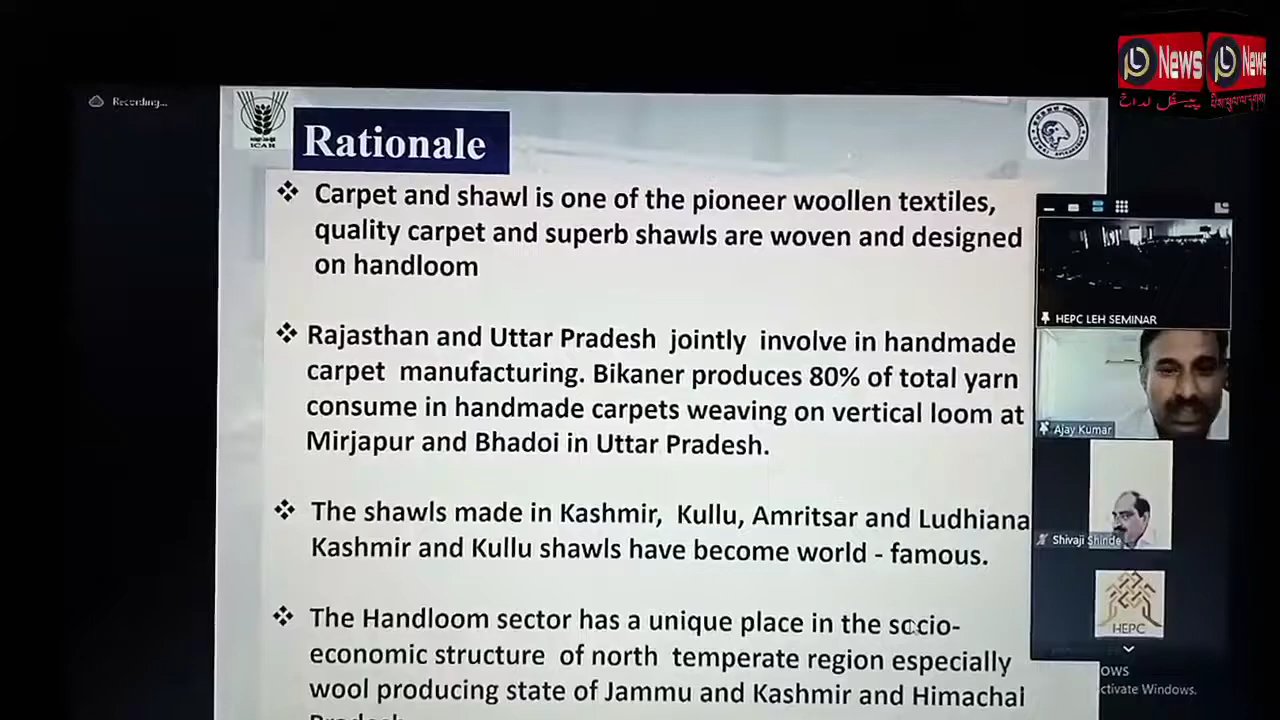 News News
Recording...
ICAR
Rationale
❖ Carpet and shawl is one of the pioneer woollen textiles,
quality carpet and superb shawls are woven and designed
on handloom
❖ Rajasthan and Uttar Pradesh jointly involve in handmade
carpet manufacturing. Bikaner produces 80% of total yarn
consume in handmade carpets weaving on vertical loom at
Mirjapur and Bhadoi in Uttar Pradesh.
❖ The shawls made in Kashmir, Kullu, Amritsar and Ludhiana
Kashmir and Kullu shawls have become world - famous.
❖ The Handloom sector has a unique place in the socio-
economic structure of north temperate region especially
wool producing state of Jammu and Kashmir and Himachal
HEPC LEH SEMINAR
Ajay Kumar
Shivaji Shinde
HEPC
ctivate Windows.